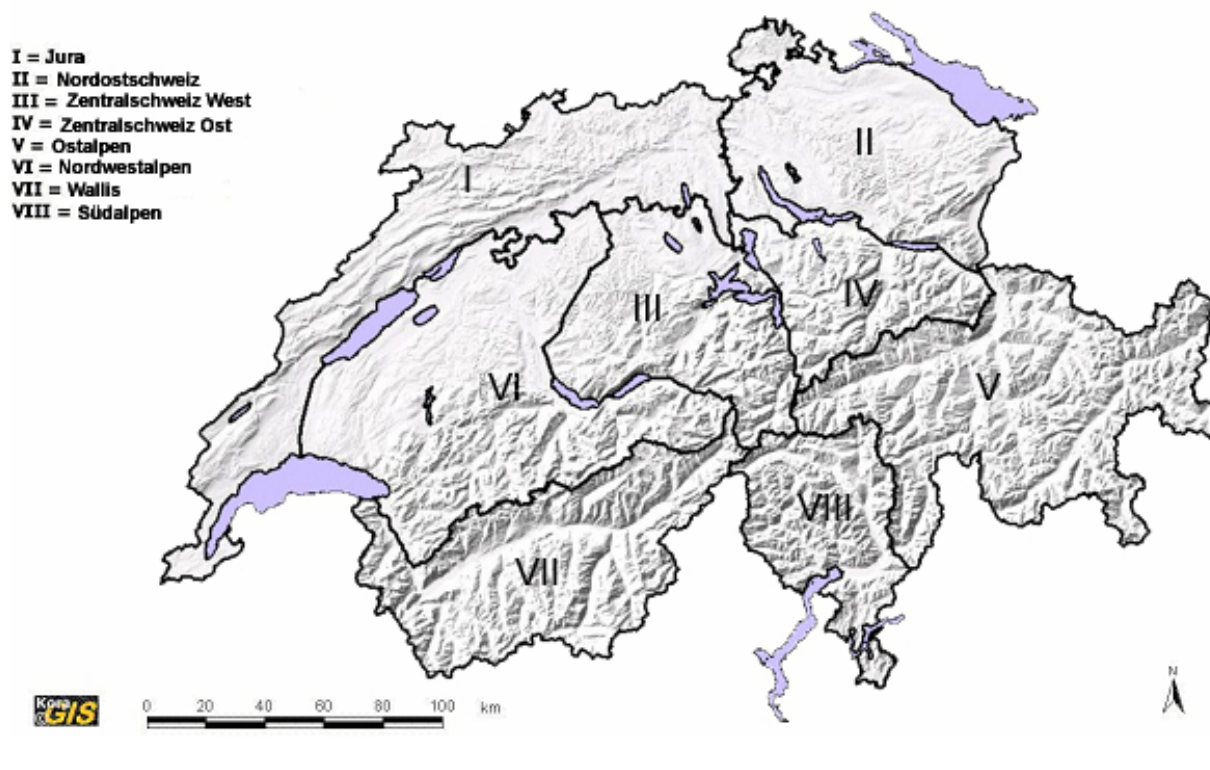 I = Jura
II = Nordostschweiz
III = Zentralschweiz West
IV = Zentralschweiz Ost
V = Ostalpen
VI = Nordwestalpen
VII = Wallis
VIII = Südalpen
II
I
IV
III
VI
V
VIII
VII
N
Kora
GIS
0 20 40 60 80 100 km